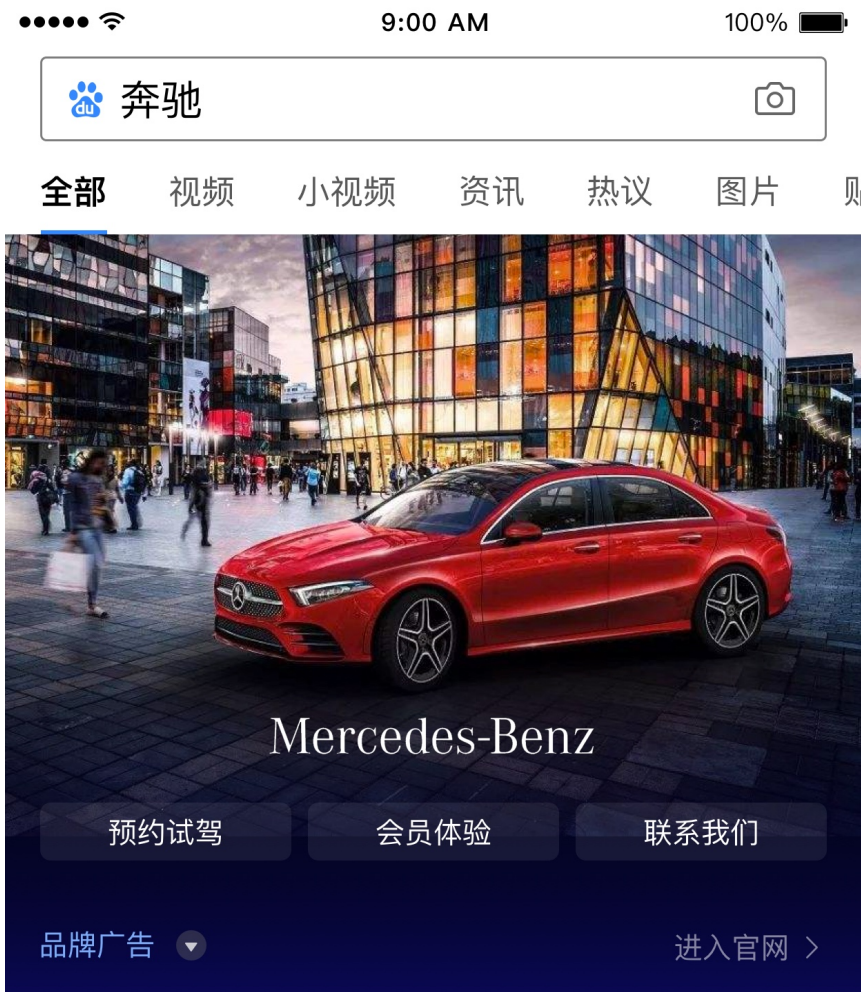 9:00 AM 100%
du 奔驰
全部 视频 小视频 资讯 热议 图片
Mercedes-Benz
预约试驾 会员体验 联系我们
品牌广告 进入官网